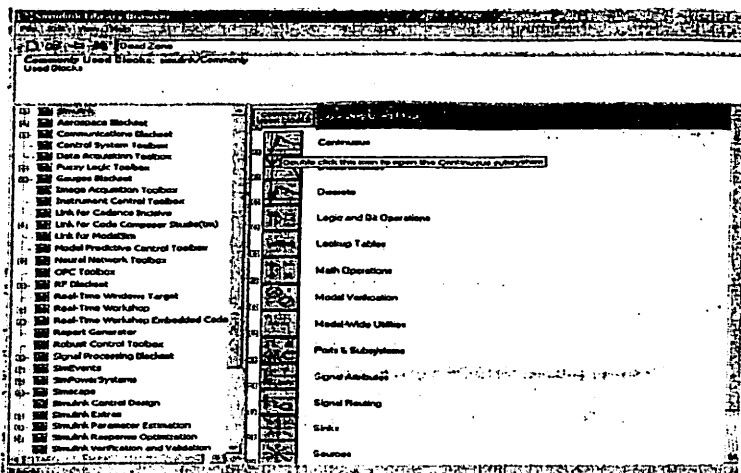 Simulink Library Browser
File Edit View Help
Dead Zone
Commonly Used Blocks: simulink/Commonly
Used Blocks
Simulink
Aerospace Blockset
Communications Blockset
Control System Toolbox
Data Acquisition Toolbox
Fuzzy Logic Toolbox
Gauges Blockset
Image Acquisition Toolbox
Instrument Control Toolbox
Link for Cadence Incisive
Link for Code Composer Studio(tm)
Link for ModelSim
Model Predictive Control Toolbox
Neural Network Toolbox
OPC Toolbox
RF Blockset
Real-Time Windows Target
Real-Time Workshop
Real-Time Workshop Embedded Code
Report Generator
Robust Control Toolbox
Signal Processing Blockset
SimEvents
SimPowerSystems
Simscape
Simulink Control Design
Simulink Extras
Simulink Parameter Estimation
Simulink Response Optimization
Simulink Verification and Validation
Continuous
Double click this icon to open the Continuous subsystem
Discrete
Logic and Bit Operations
Lookup Tables
Math Operations
Model Verification
Model-Wide Utilities
Ports & Subsystems
Signal Attributes
Signal Routing
Sinks
Sources